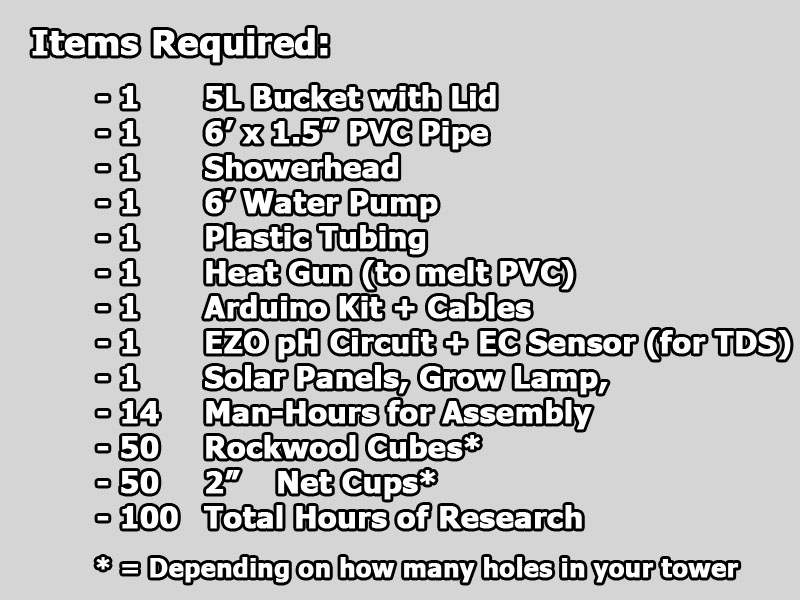 Items Required:
- 1 5L Bucket with Lid
- 1 6’ x 1.5” PVC Pipe
- 1 Showerhead
- 1 6’ Water Pump
- 1 Plastic Tubing
- 1 Heat Gun (to melt PVC)
- 1 Arduino Kit + Cables
- 1 EZO pH Circuit + EC Sensor (for TDS)
- 1 Solar Panels, Grow Lamp,
- 14 Man-Hours for Assembly
- 50 Rockwool Cubes*
- 50 2” Net Cups*
- 100 Total Hours of Research
* = Depending on how many holes in your tower